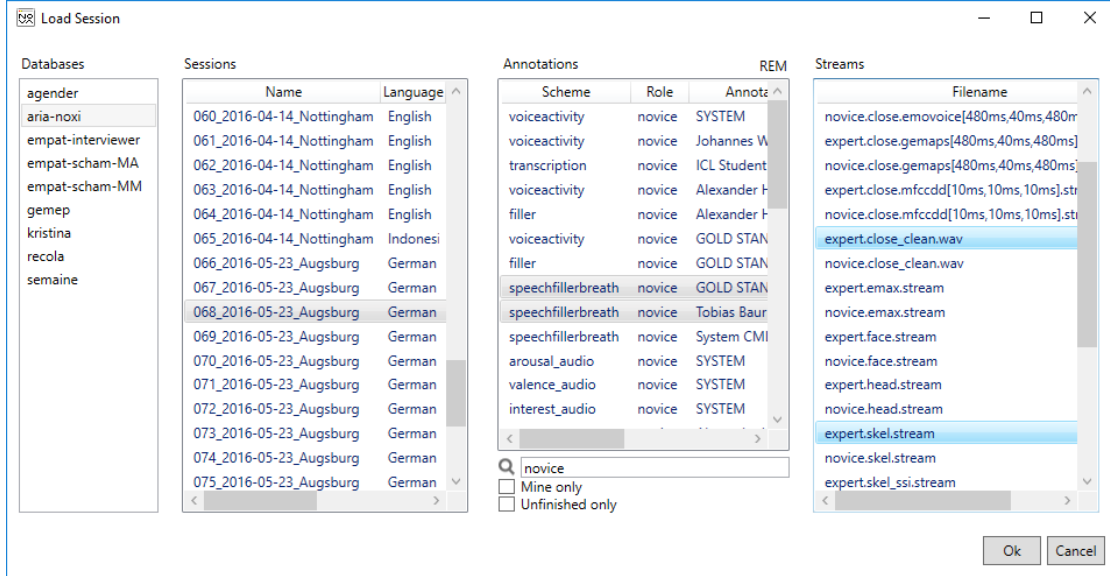 Load Session
Databases
agender
aria-noxi
empat-interviewer
empat-scham-MA
empat-scham-MM
gemep
kristina
recola
semaine
Sessions
Name Language
060_2016-04-14_Nottingham English
061_2016-04-14_Nottingham English
062_2016-04-14_Nottingham English
063_2016-04-14_Nottingham English
064_2016-04-14_Nottingham English
065_2016-04-14_Nottingham Indonesi
066_2016-05-23_Augsburg German
067_2016-05-23_Augsburg German
068_2016-05-23_Augsburg German
069_2016-05-23_Augsburg German
070_2016-05-23_Augsburg German
071_2016-05-23_Augsburg German
072_2016-05-23_Augsburg German
073_2016-05-23_Augsburg German
074_2016-05-23_Augsburg German
075_2016-05-23_Augsburg German
Annotations REM
Scheme Role Annota
voiceactivity novice SYSTEM
voiceactivity novice Johannes W
transcription novice ICL Student
voiceactivity novice Alexander H
filler novice Alexander H
voiceactivity novice GOLD STAN
filler novice GOLD STAN
speechfillerbreath novice GOLD STAN
speechfillerbreath novice Tobias Baur
speechfillerbreath novice System CMI
arousal_audio novice SYSTEM
valence_audio novice SYSTEM
interest_audio novice SYSTEM
novice
Mine only
Unfinished only
Streams
Filename
novice.close.emovoice[480ms,40ms,480m
expert.close.gemaps[480ms,40ms,480ms]
novice.close.gemaps[480ms,40ms,480ms]
expert.close.mfccdd[10ms,10ms,10ms].str
novice.close.mfccdd[10ms,10ms,10ms].str
expert.close_clean.wav
novice.close_clean.wav
expert.emax.stream
novice.emax.stream
expert.face.stream
novice.face.stream
expert.head.stream
novice.head.stream
expert.skel.stream
novice.skel.stream
expert.skel_ssi.stream
Ok Cancel